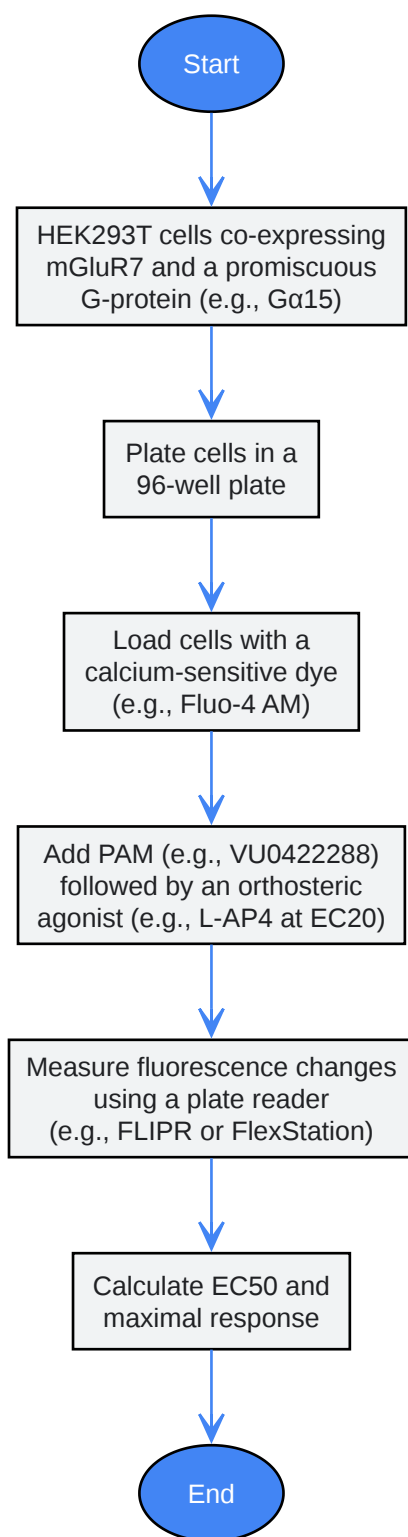 Start
HEK293T cells co-expressing
mGluR7 and a promiscuous
G-protein (e.g., Gα15)
Plate cells in a
96-well plate
Load cells with a
calcium-sensitive dye
(e.g., Fluo-4 AM)
Add PAM (e.g., VU0422288)
followed by an orthosteric
agonist (e.g., L-AP4 at EC20)
Measure fluorescence changes
using a plate reader
(e.g., FLIPR or FlexStation)
Calculate EC50 and
maximal response
End